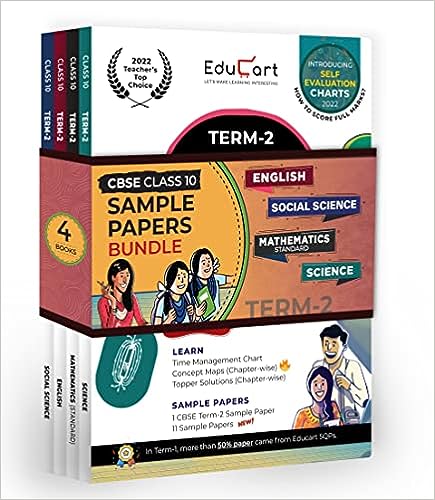 CLASS 10
CLASS 10
CLASS 10
CLASS 10
TERM-2
TERM-2
TERM-2
TERM-2
2022
Teacher's
Top
Choice
EduCart
LET'S MAKE LEARNING INTERESTING
INTRODUCING
SELF
EVALUATION
CHARTS
2022
HOW TO SCORE FULL MARKS?
TERM-2
4
BOOKS
CBSE CLASS 10
SAMPLE
PAPERS
BUNDLE
ENGLISH
SOCIAL SCIENCE
MATHEMATICS
STANDARD
SCIENCE
TERM-2
SOCIAL SCIENCE
ENGLISH
MATHEMATICS (STANDARD)
SCIENCE
LEARN
Time Management Chart
Concept Maps (Chapter-wise)
Topper Solutions (Chapter-wise)
SAMPLE PAPERS
1 CBSE Term-2 Sample Paper
11 Sample Papers NEW!
In Term-1, more than 50% paper came from Educart SQPs.